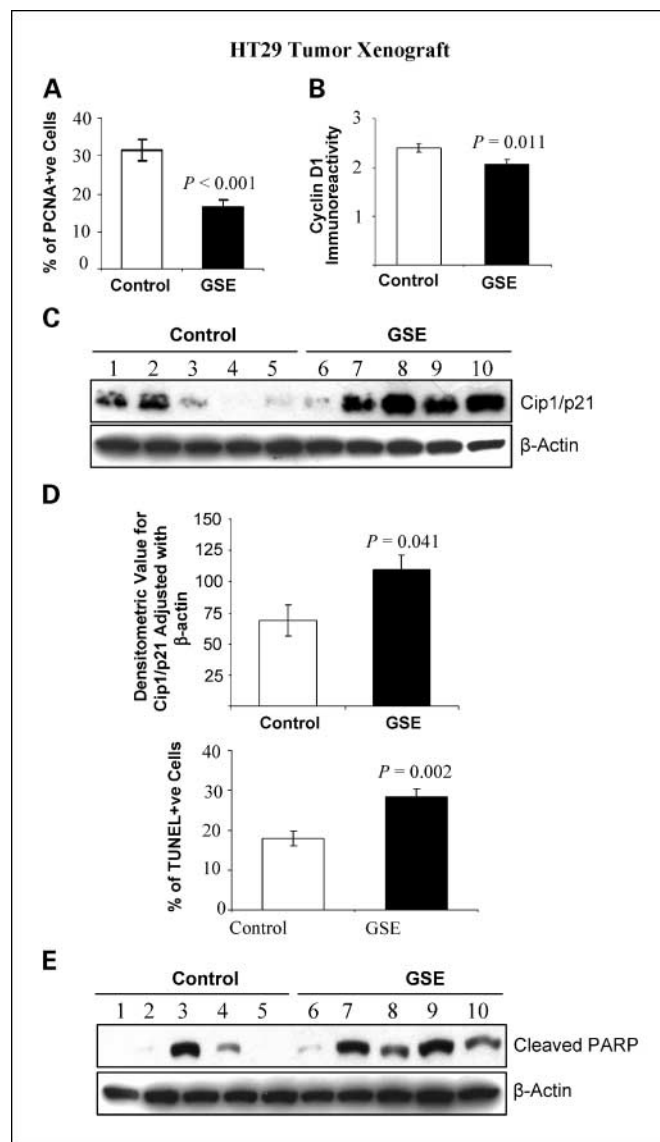 HT29 Tumor Xenograft
A
% of PCNA+ve Cells
40
30
20
10
0
P < 0.001
Control GSE
B
Cyclin D1
Immunoreactivity
3
2
1
P = 0.011
Control GSE
C
Control GSE
1 2 3 4 5 6 7 8 9 10
Cip1/p21
β-Actin
D
Densitometric Value for
Cip1/p21 Adjusted with
β-actin
150
125
100
75
50
25
P = 0.041
Control GSE
% of TUNEL+ve Cells
40
30
20
10
0
P = 0.002
Control GSE
E
Control GSE
1 2 3 4 5 6 7 8 9 10
Cleaved PARP
β-Actin